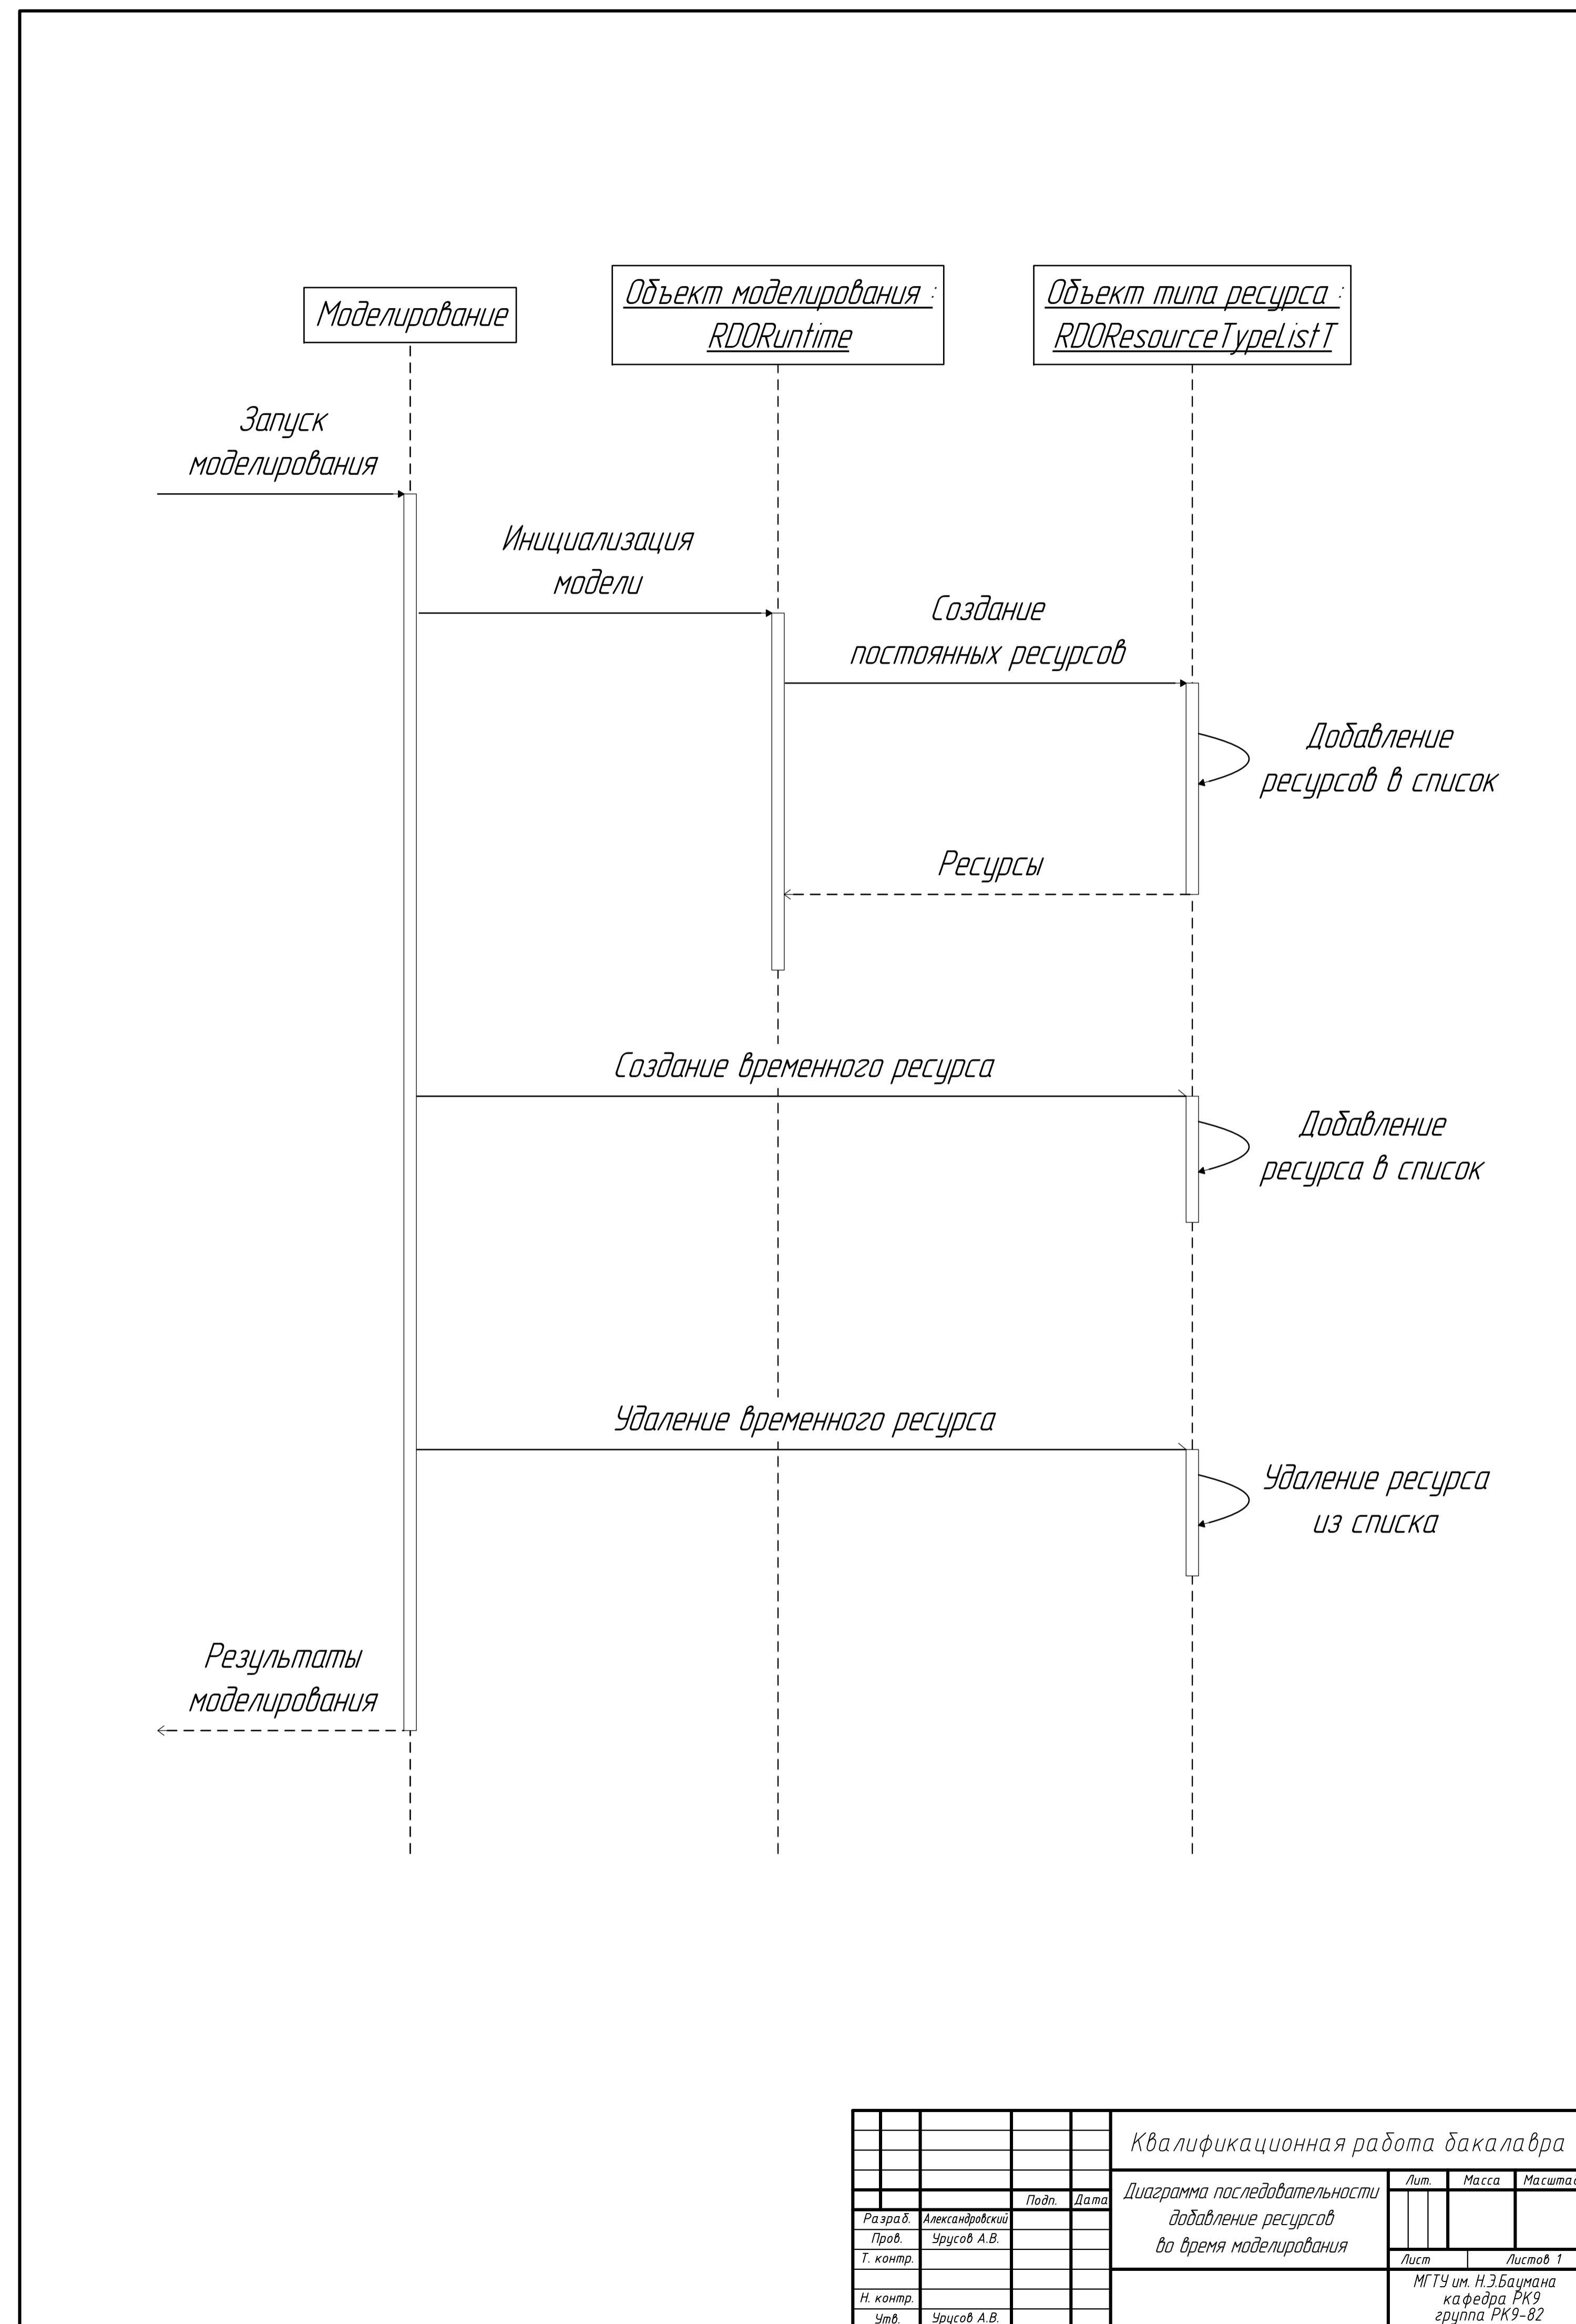 Моделирование
Объект моделирования :
RDORuntime
Объект типа ресурса :
RDOResourceTypeListT
Запуск
моделирования
Инициализация
модели
Создание
постоянных ресурсов
Добавление
ресурсов в список
Ресурсы
Создание временного ресурса
Добавление
ресурса в список
Удаление временного ресурса
Удаление ресурса
из списка
Результаты
моделирования
Квалификационная работа бакалавра
Диаграмма последовательности
добавление ресурсов
во время моделирования
Лит. Масса Масштаб
Подп. Дата
Разраб. Александровский
Пров. Урусов А.В.
Т. контр.
Лист Листов 1
Н. контр.
Утв. Урусов А.В.
МГТУ им. Н.Э.Баумана
кафедра РК9
группа РК9-82